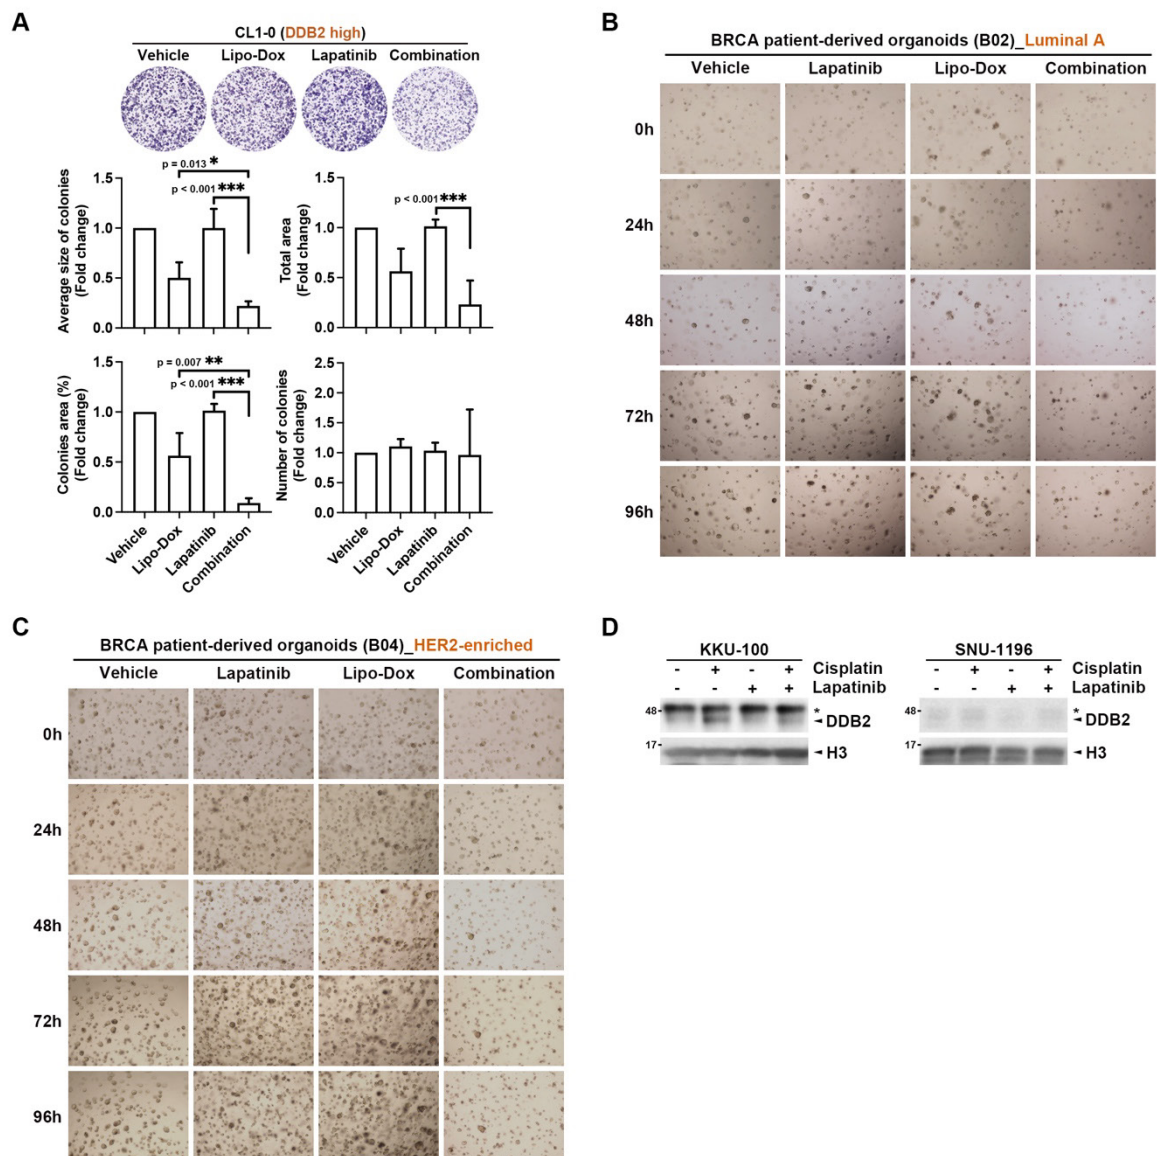 A
CL1-0 (DDB2 high)
Vehicle Lipo-Dox Lapatinib Combination
p = 0.013 *
p < 0.001 ***
1.5
1.0
0.5
0.0
Average size of colonies
(Fold change)
p < 0.001 ***
1.5
1.0
0.5
0.0
Total area
(Fold change)
p = 0.007 **
p < 0.001 ***
1.5
1.0
0.5
0.0
Colonies area (%)
(Fold change)
Vehicle
Lipo-Dox
Lapatinib
Combination
2.5
2.0
1.5
1.0
0.5
0.0
Number of colonies
(Fold change)
Vehicle
Lipo-Dox
Lapatinib
Combination
B
BRCA patient-derived organoids (B02)_Luminal A
Vehicle Lapatinib Lipo-Dox Combination
0h
24h
48h
72h
96h
C
BRCA patient-derived organoids (B04)_HER2-enriched
Vehicle Lapatinib Lipo-Dox Combination
0h
24h
48h
72h
96h
D
KKU-100
- + - + Cisplatin
- - + + Lapatinib
48
*
DDB2
17
H3
SNU-1196
- + - + Cisplatin
- - + + Lapatinib
48
*
DDB2
17
H3